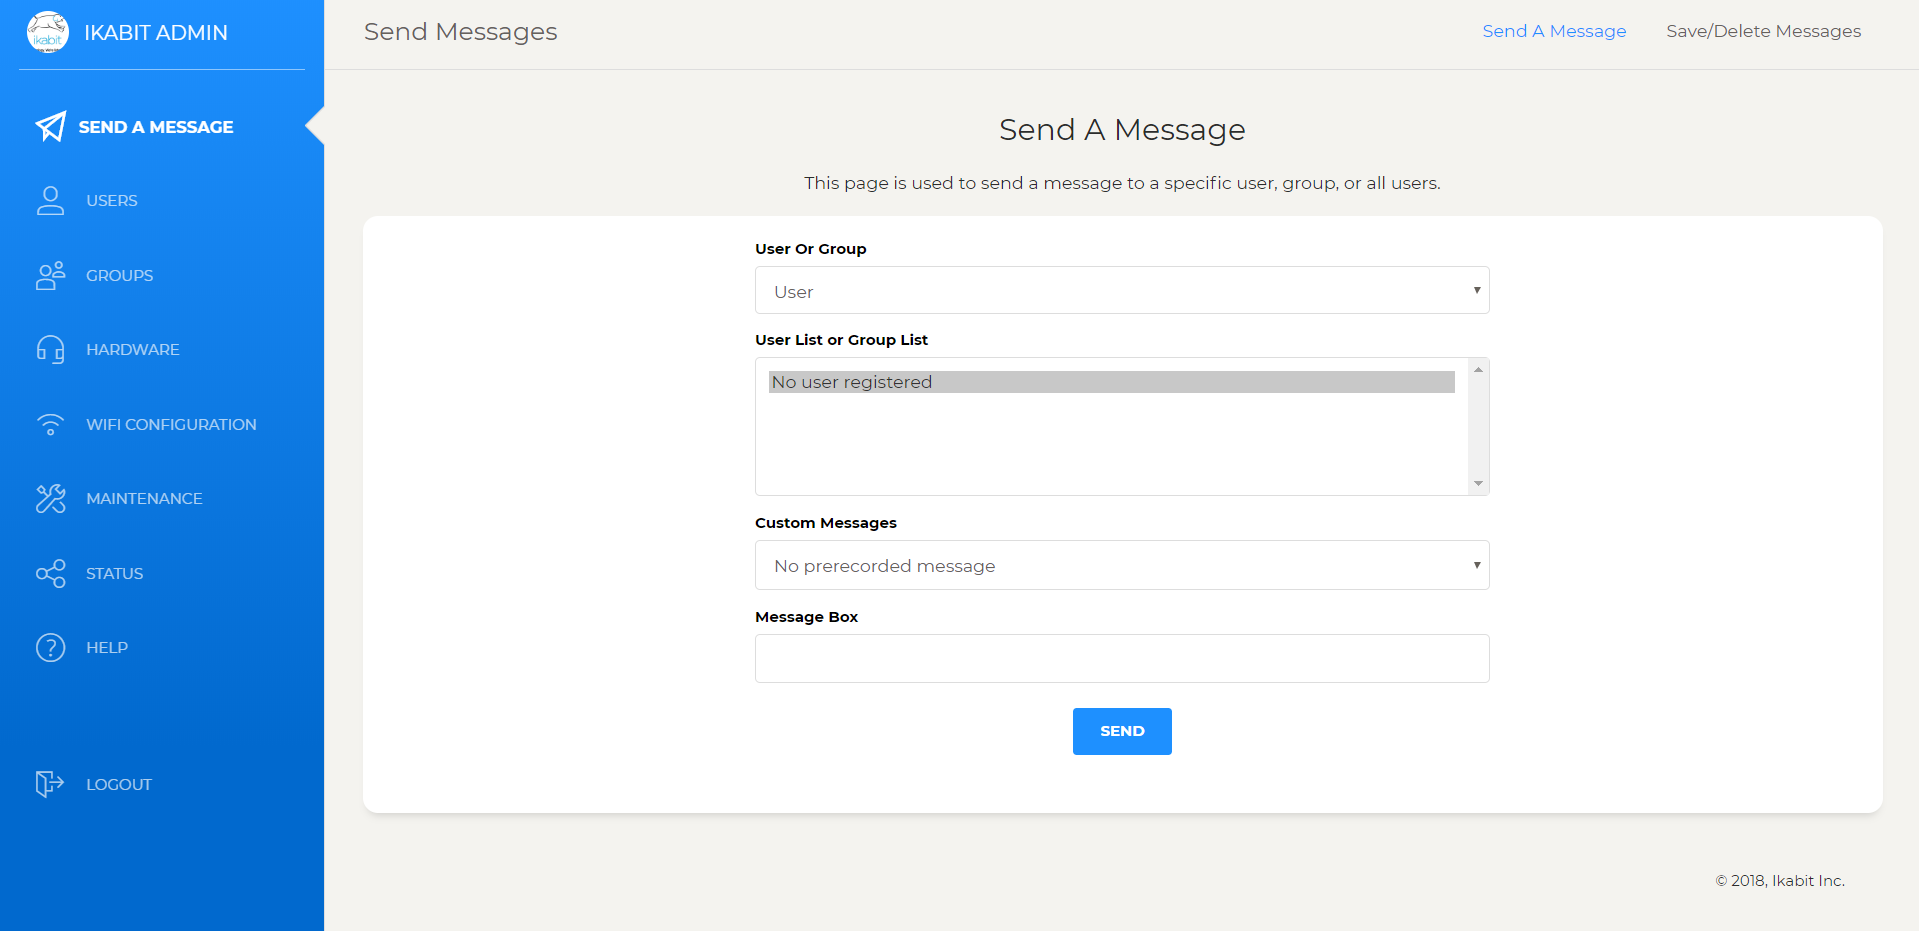 ikabit
IKABIT ADMIN
SEND A MESSAGE
USERS
GROUPS
HARDWARE
WIFI CONFIGURATION
MAINTENANCE
STATUS
HELP
LOGOUT
Send Messages
Send A Message
Save/Delete Messages
Send A Message
This page is used to send a message to a specific user, group, or all users.
User Or Group
User
User List or Group List
No user registered
Custom Messages
No prerecorded message
Message Box
SEND
© 2018, Ikabit Inc.